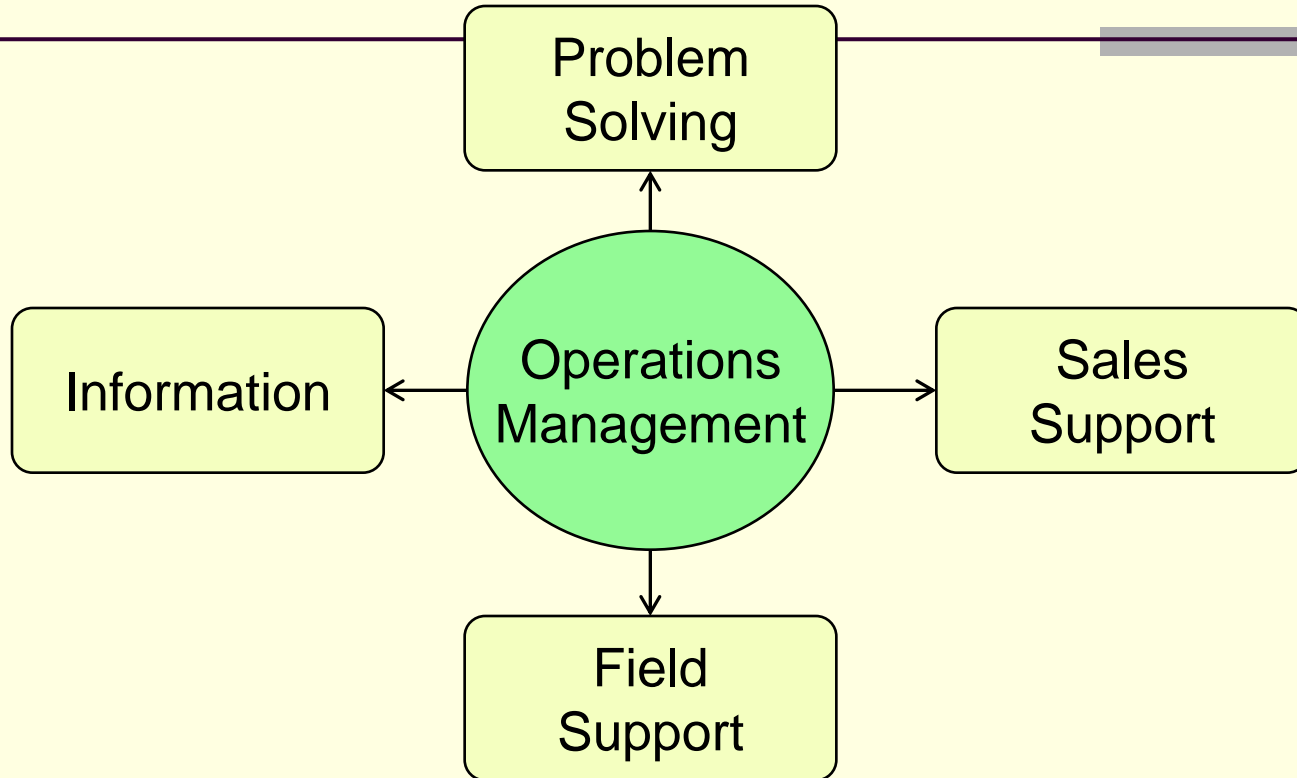 Problem
Solving
Information
Operations
Management
Sales
Support
Field
Support